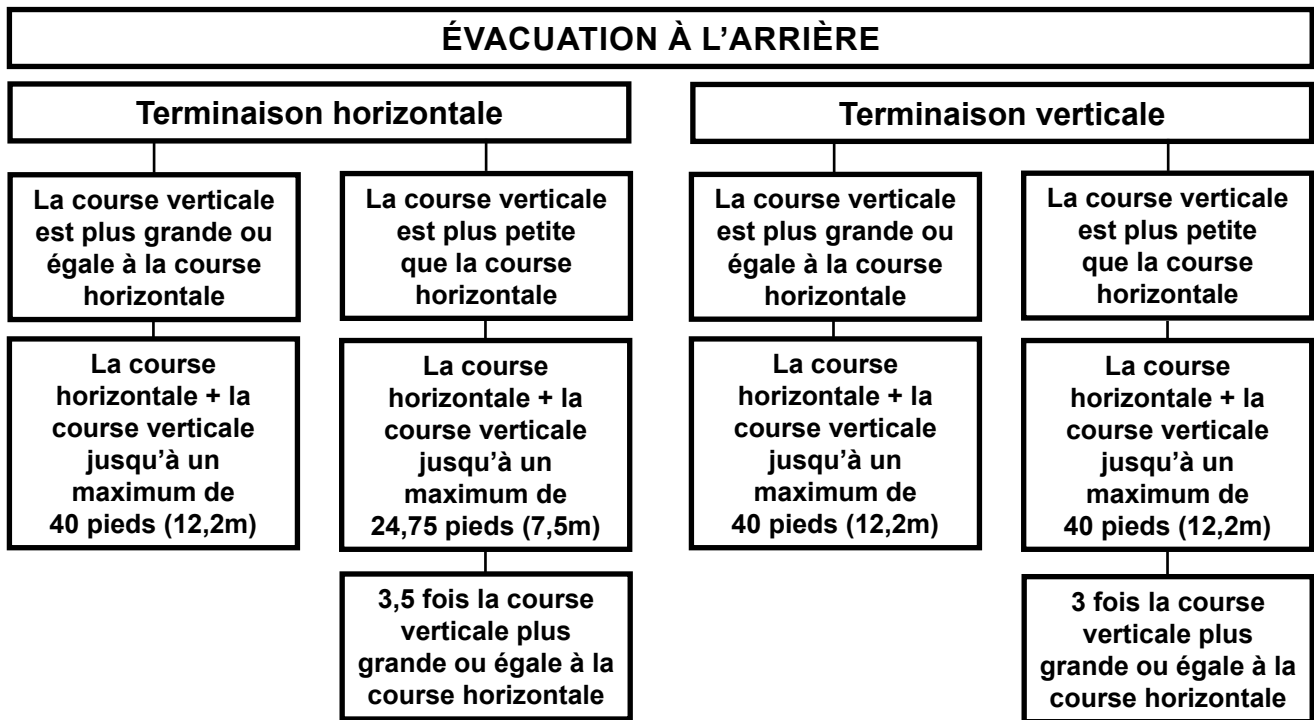 ÉVACUATION À L'ARRIÈRE
Terminaison horizontale
La course verticale
est plus grande ou
égale à la course
horizontale
La course
horizontale + la
course verticale
jusqu'à un
maximum de
40 pieds (12,2m)
La course verticale
est plus petite
que la course
horizontale
La course
horizontale + la
course verticale
jusqu'à un
maximum de
24,75 pieds (7,5m)
3,5 fois la course
verticale plus
grande ou égale à la
course horizontale
Terminaison verticale
La course verticale
est plus grande ou
égale à la course
horizontale
La course
horizontale + la
course verticale
jusqu'à un
maximum de
40 pieds (12,2m)
La course verticale
est plus petite
que la course
horizontale
La course
horizontale + la
course verticale
jusqu'à un
maximum de
40 pieds (12,2m)
3 fois la course
verticale plus
grande ou égale à la
course horizontale